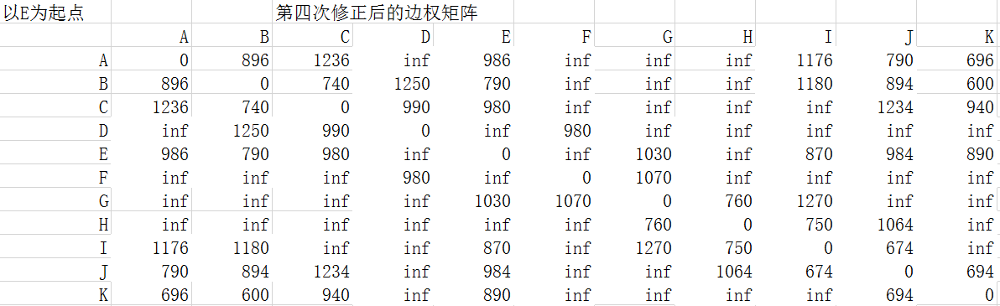 以E为起点 第四次修正后的边权矩阵
A B C D E F G H I J K
A 0 896 1236 inf 986 inf inf inf 1176 790 696
B 896 0 740 1250 790 inf inf inf 1180 894 600
C 1236 740 0 990 980 inf inf inf inf 1234 940
D inf 1250 990 0 inf 980 inf inf inf inf inf
E 986 790 980 inf 0 inf 1030 inf 870 984 890
F inf inf inf 980 inf 0 1070 inf inf inf inf
G inf inf inf inf 1030 1070 0 760 1270 inf inf
H inf inf inf inf inf inf 760 0 750 1064 inf
I 1176 1180 inf inf 870 inf 1270 750 0 674 inf
J 790 894 1234 inf 984 inf inf 1064 674 0 694
K 696 600 940 inf 890 inf inf inf inf 694 0